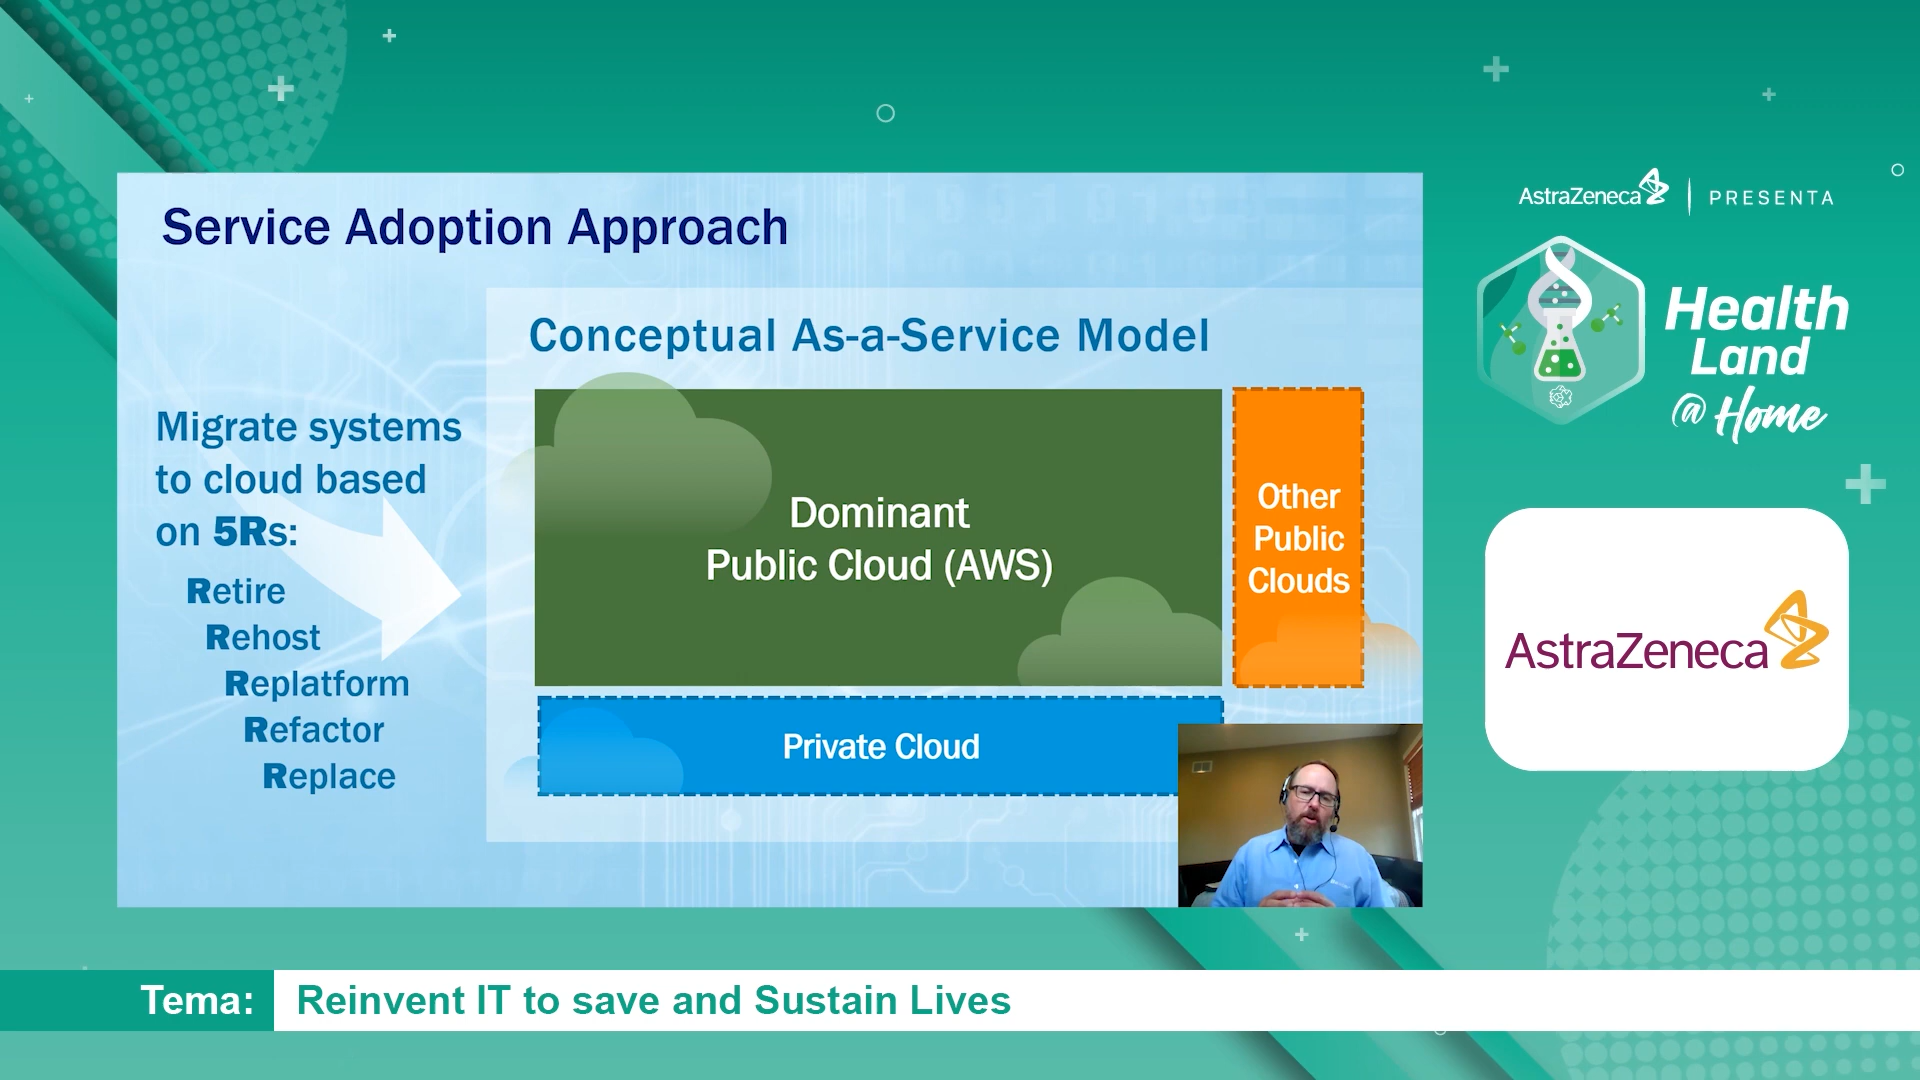 Service Adoption Approach
Conceptual As-a-Service Model
Migrate systems
to cloud based
on 5Rs:
Retire
Rehost
Replatform
Refactor
Replace
Dominant
Public Cloud (AWS)
Other
Public
Clouds
Private Cloud
AstraZeneca | PRESENTA
Health
Land
@ Home
AstraZeneca
Tema: Reinvent IT to save and Sustain Lives